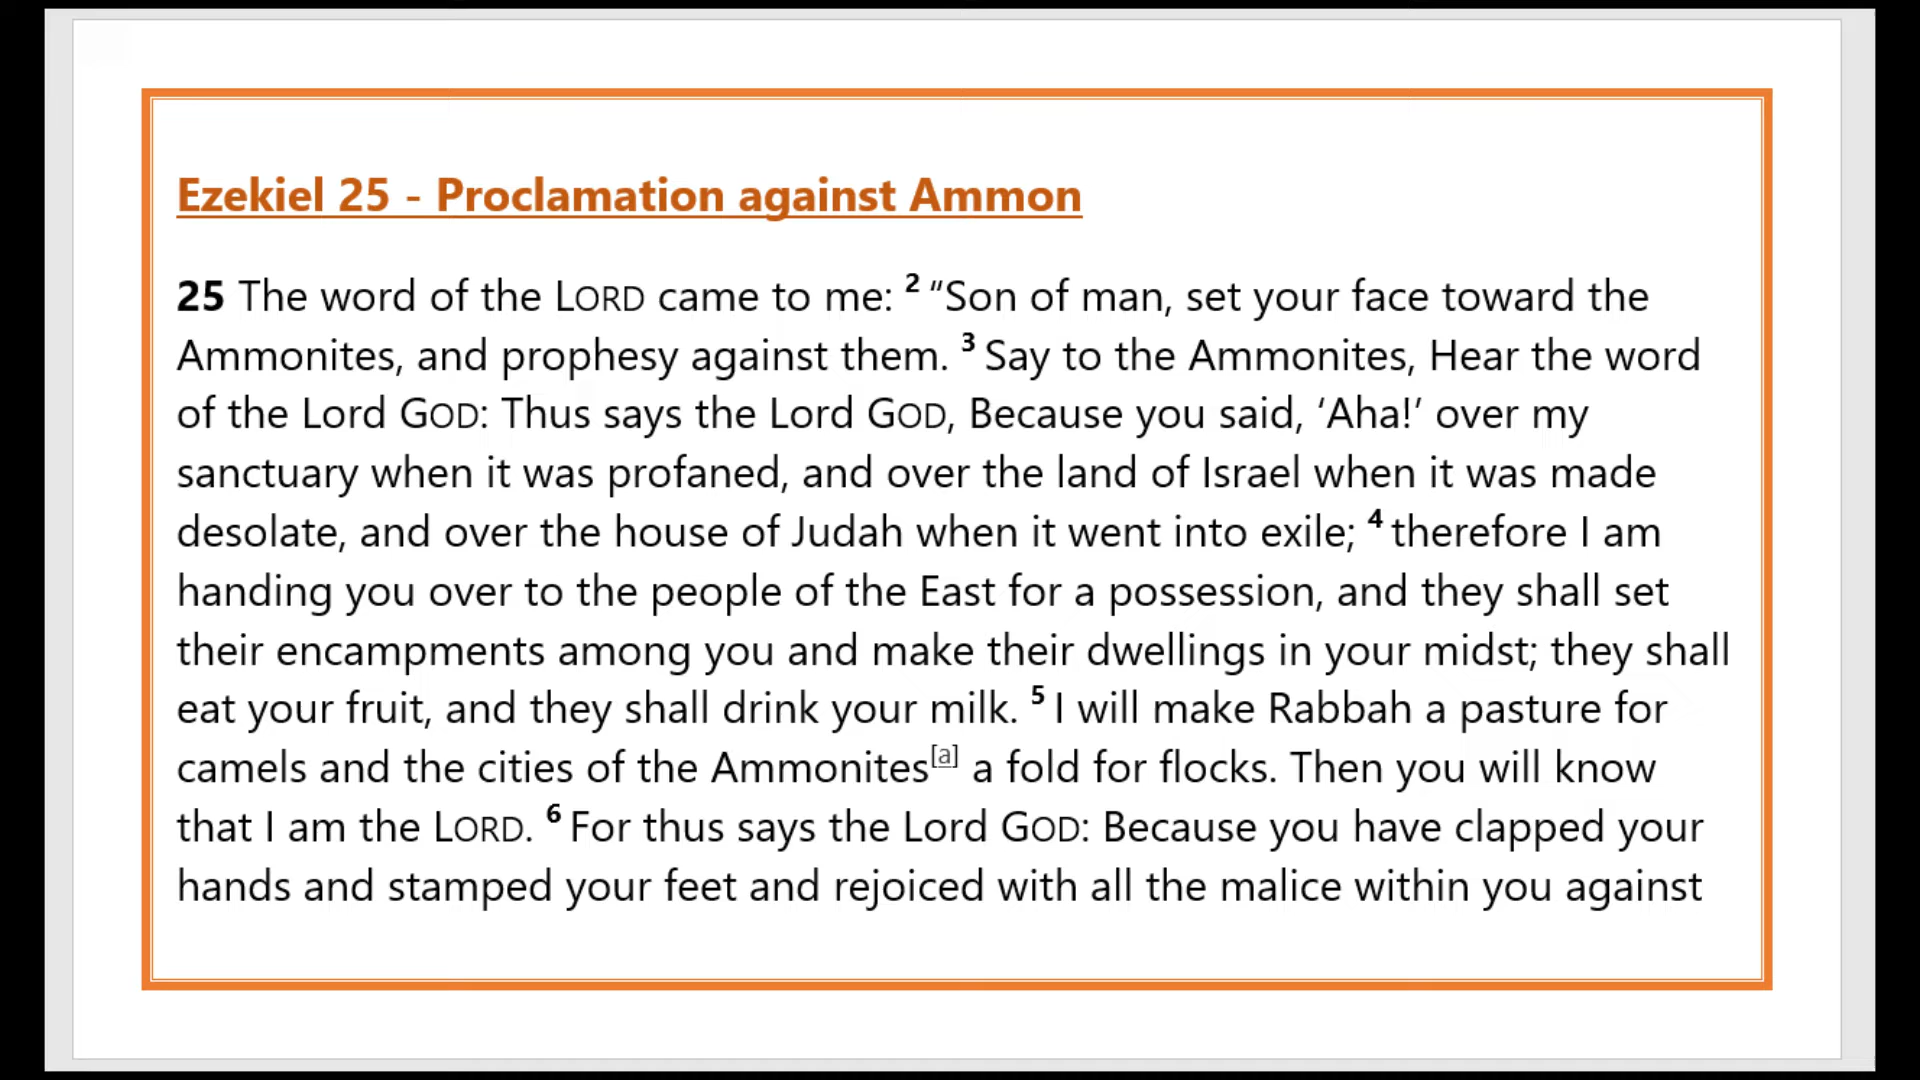 Ezekiel 25 - Proclamation against Ammon
25 The word of the LORD came to me: 2 “Son of man, set your face toward the
Ammonites, and prophesy against them. 3 Say to the Ammonites, Hear the word
of the Lord GOD: Thus says the Lord GOD, Because you said, ‘Aha!’ over my
sanctuary when it was profaned, and over the land of Israel when it was made
desolate, and over the house of Judah when it went into exile; 4 therefore I am
handing you over to the people of the East for a possession, and they shall set
their encampments among you and make their dwellings in your midst; they shall
eat your fruit, and they shall drink your milk. 5 I will make Rabbah a pasture for
camels and the cities of the Ammonites[a] a fold for flocks. Then you will know
that I am the LORD. 6 For thus says the Lord GOD: Because you have clapped your
hands and stamped your feet and rejoiced with all the malice within you against